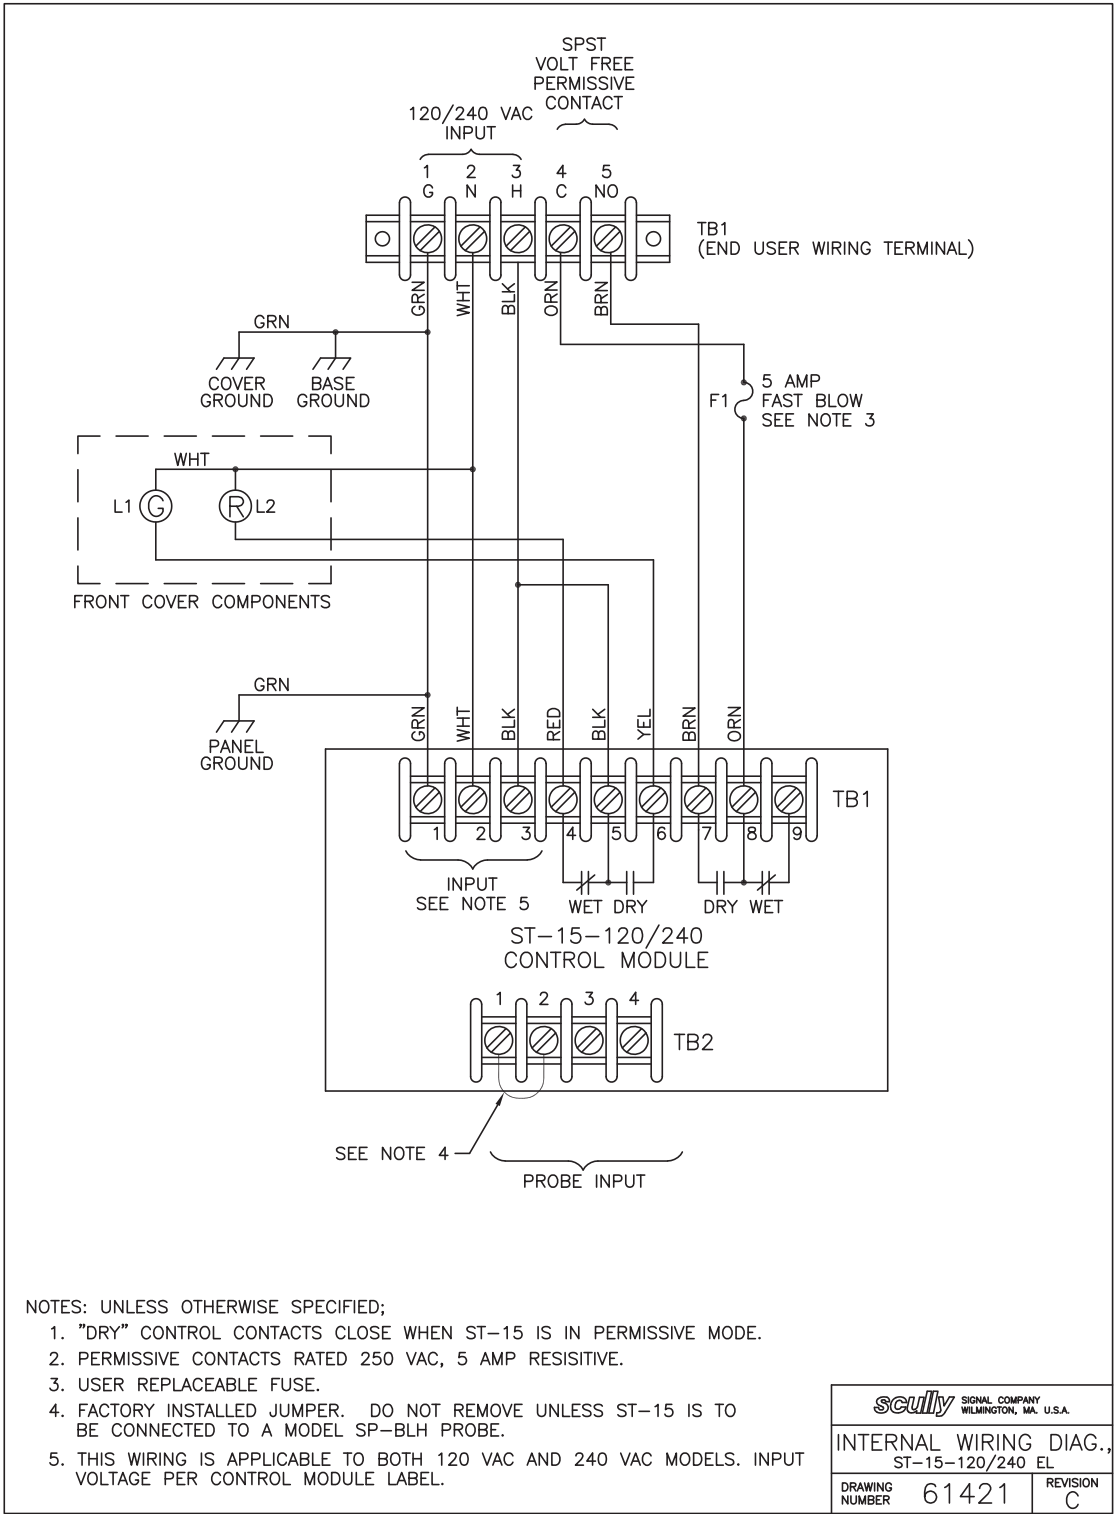 SPST
VOLT FREE
PERMISSIVE
CONTACT
120/240 VAC
INPUT
1 2 3 4 5
G N H C NO
TB1
(END USER WIRING TERMINAL)
GRN WHT BLK ORN BRN
GRN
COVER
GROUND
BASE
GROUND
F1
5 AMP
FAST BLOW
SEE NOTE 3
WHT
L1 G R L2
FRONT COVER COMPONENTS
GRN
PANEL
GROUND
GRN WHT BLK RED BLK YEL BRN ORN
TB1
1 2 3 4 5 6 7 8 9
INPUT
SEE NOTE 5
WET DRY DRY WET
ST-15-120/240
CONTROL MODULE
1 2 3 4
TB2
SEE NOTE 4
PROBE INPUT
NOTES: UNLESS OTHERWISE SPECIFIED;
1. "DRY" CONTROL CONTACTS CLOSE WHEN ST-15 IS IN PERMISSIVE MODE.
2. PERMISSIVE CONTACTS RATED 250 VAC, 5 AMP RESISITIVE.
3. USER REPLACEABLE FUSE.
4. FACTORY INSTALLED JUMPER. DO NOT REMOVE UNLESS ST-15 IS TO
BE CONNECTED TO A MODEL SP-BLH PROBE.
5. THIS WIRING IS APPLICABLE TO BOTH 120 VAC AND 240 VAC MODELS. INPUT
VOLTAGE PER CONTROL MODULE LABEL.
scully SIGNAL COMPANY
WILMINGTON, MA. U.S.A.
INTERNAL WIRING DIAG.,
ST-15-120/240 EL
DRAWING
NUMBER
61421
REVISION
C